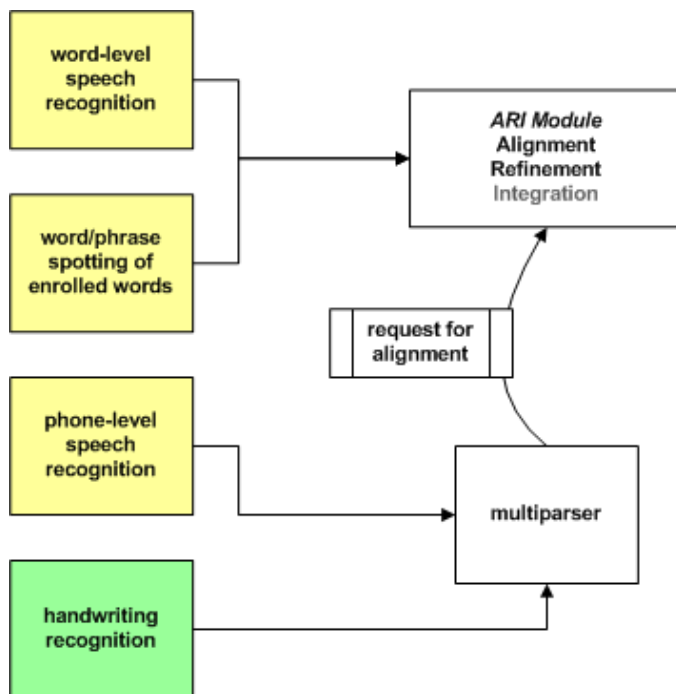 word-level
speech
recognition
ARI Module
Alignment
Refinement
Integration
word/phrase
spotting of
enrolled words
request for
alignment
phone-level
speech
recognition
multiparser
handwriting
recognition